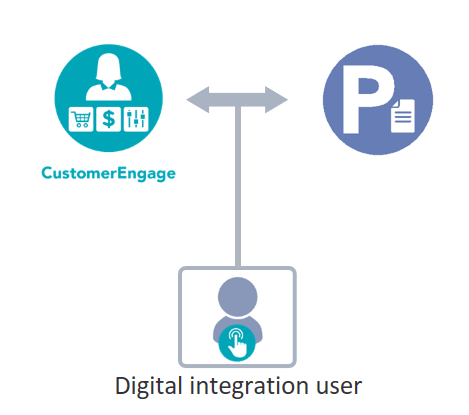 $
P
CustomerEngage
Digital integration user